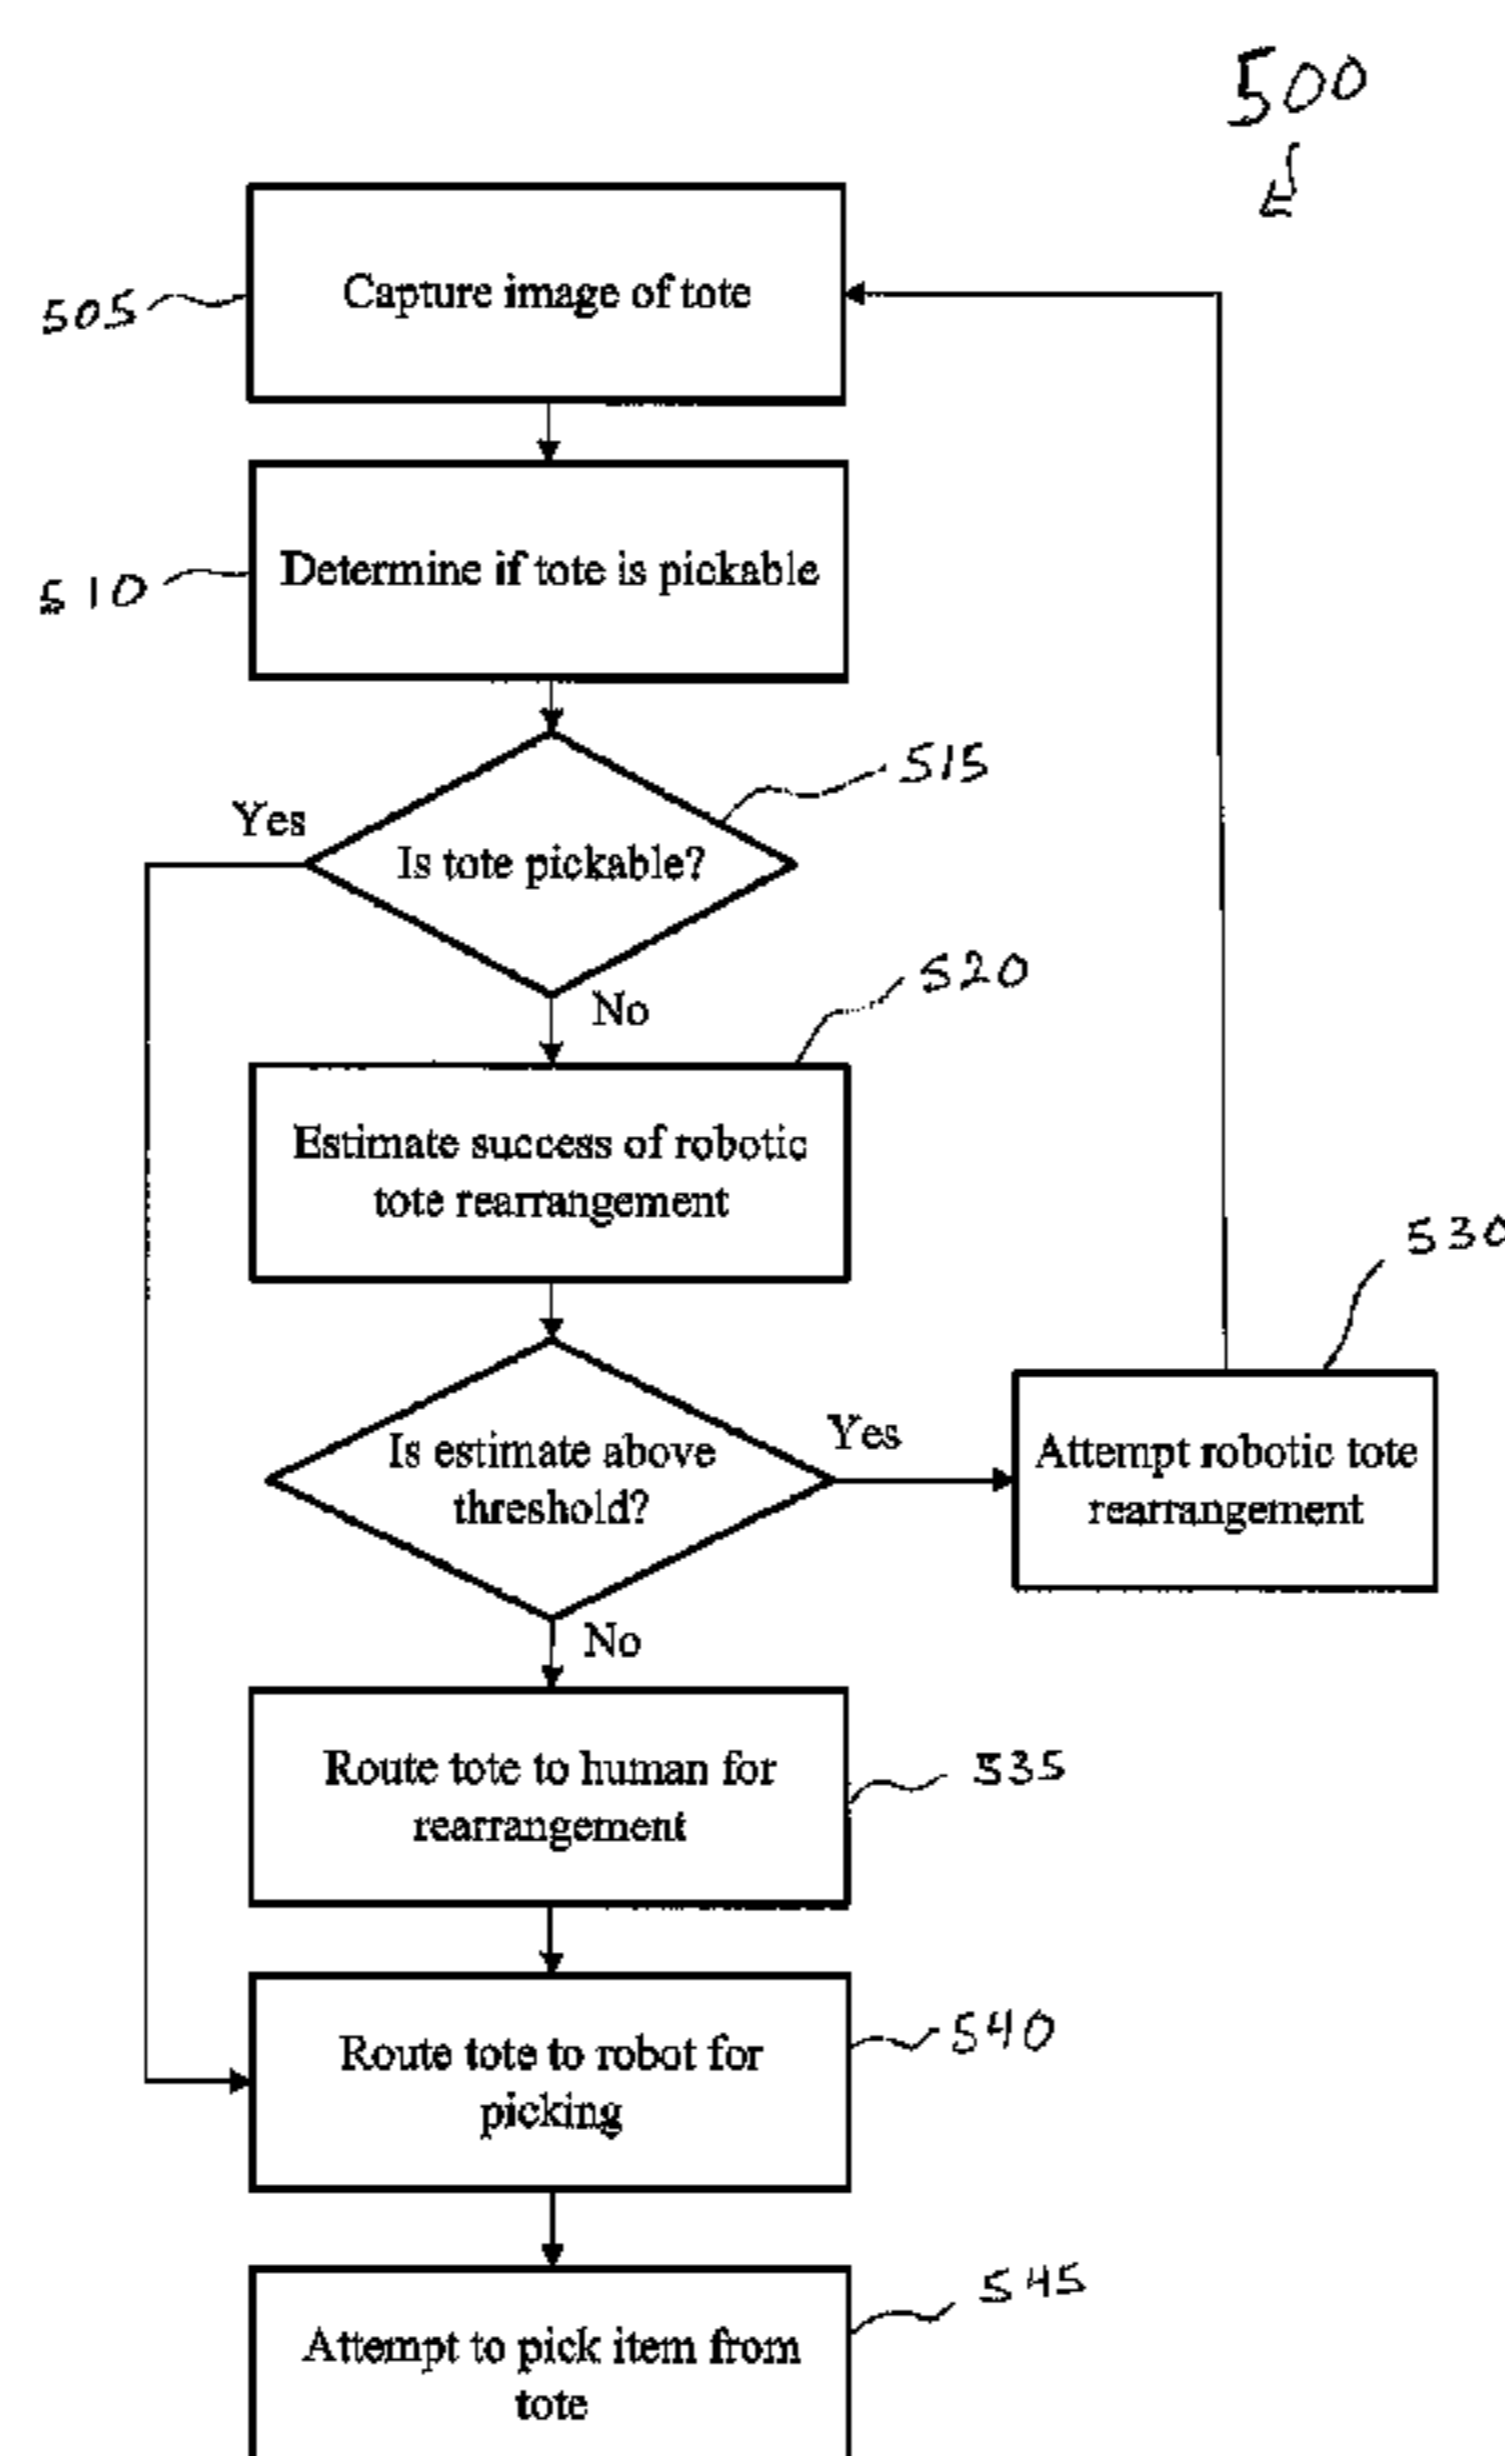 500
505
Capture image of tote
510
Determine if tote is pickable
515
Yes
Is tote pickable?
No
520
Estimate success of robotic
tote rearrangement
530
Is estimate above
threshold?
Yes
Attempt robotic tote
rearrangement
No
Route tote to human for
rearrangement
535
Route tote to robot for
picking
540
Attempt to pick item from
tote
545